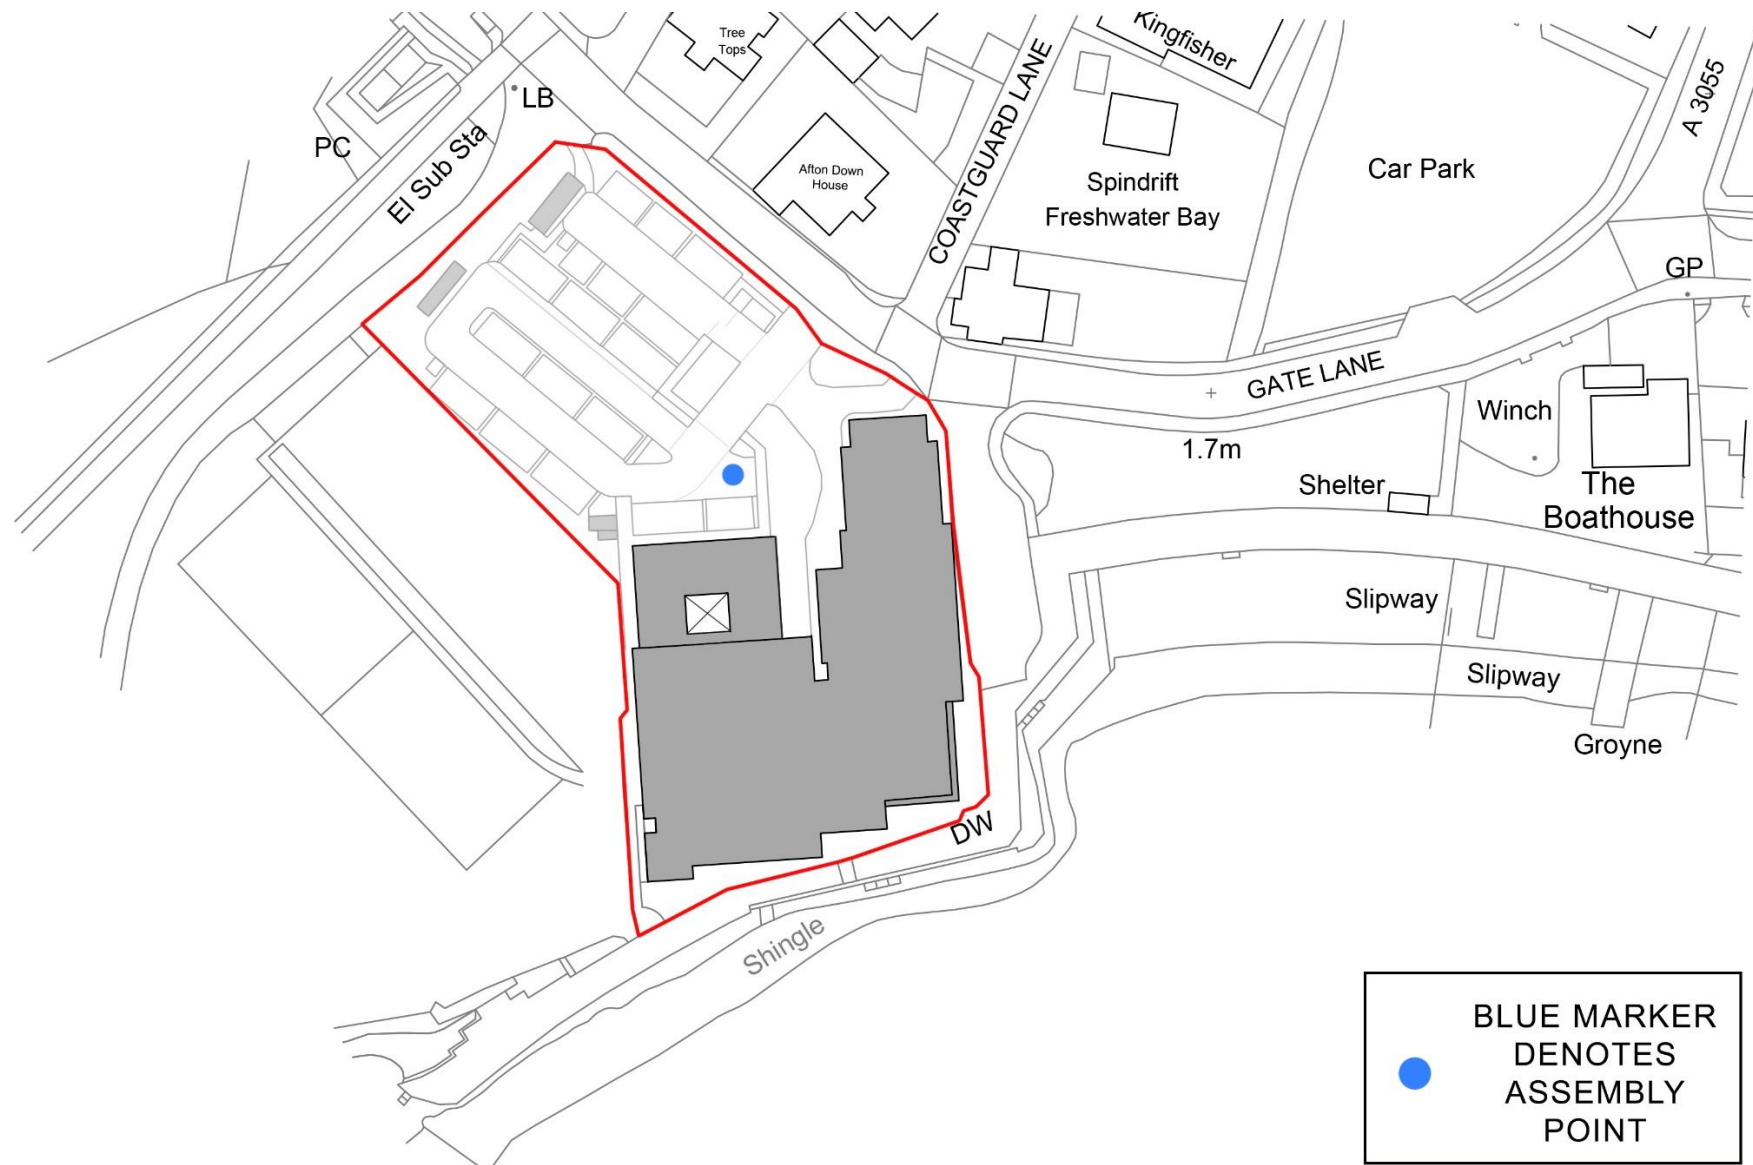 Kingfisher
Tree
Tops
LB
A 3055
PC
El Sub Sta
COASTGUARD LANE
Afton Down
House
Spindrift
Freshwater Bay
Car Park
GP
GATE LANE
Winch
1.7m
Shelter
The
Boathouse
Slipway
Slipway
Groyne
DW
Shingle
BLUE MARKER
DENOTES
ASSEMBLY
POINT